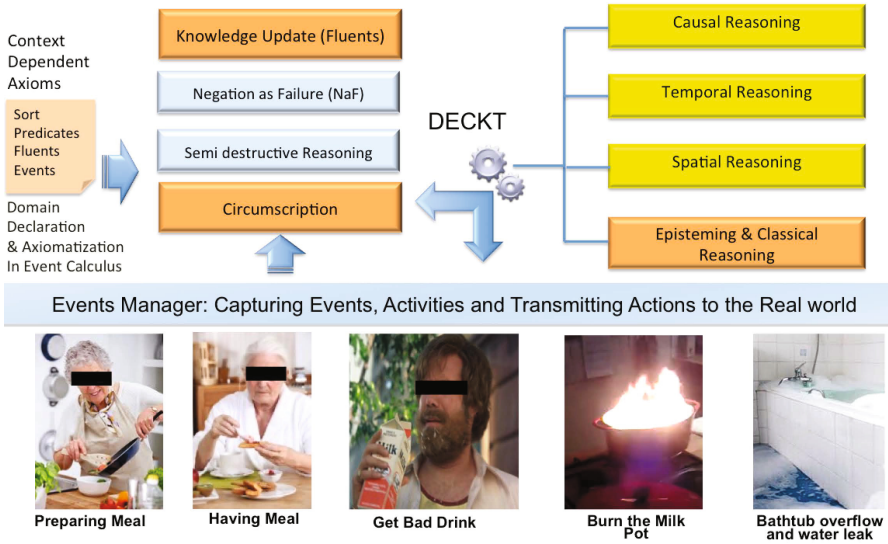 Context
Dependent
Axioms
Sort
Predicates
Fluents
Events
Domain
Declaration
& Axiomatization
In Event Calculus
Knowledge Update (Fluents)
Negation as Failure (NaF)
Semi destructive Reasoning
Circumscription
DECKT
Causal Reasoning
Temporal Reasoning
Spatial Reasoning
Episteming & Classical
Reasoning
Events Manager: Capturing Events, Activities and Transmitting Actions to the Real world
Milk
Preparing Meal
Having Meal
Get Bad Drink
Burn the Milk
Pot
Bathtub overflow
and water leak